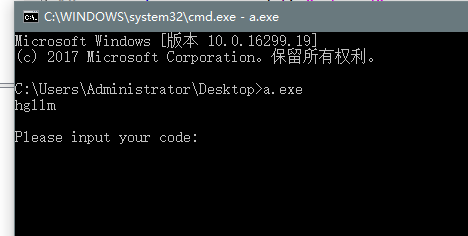 C:\WINDOWS\system32\cmd.exe - a.exe
Microsoft Windows [版本 10.0.16299.19]
(c) 2017 Microsoft Corporation。保留所有权利。
C:\Users\Administrator\Desktop>a.exe
hgllm
Please input your code: